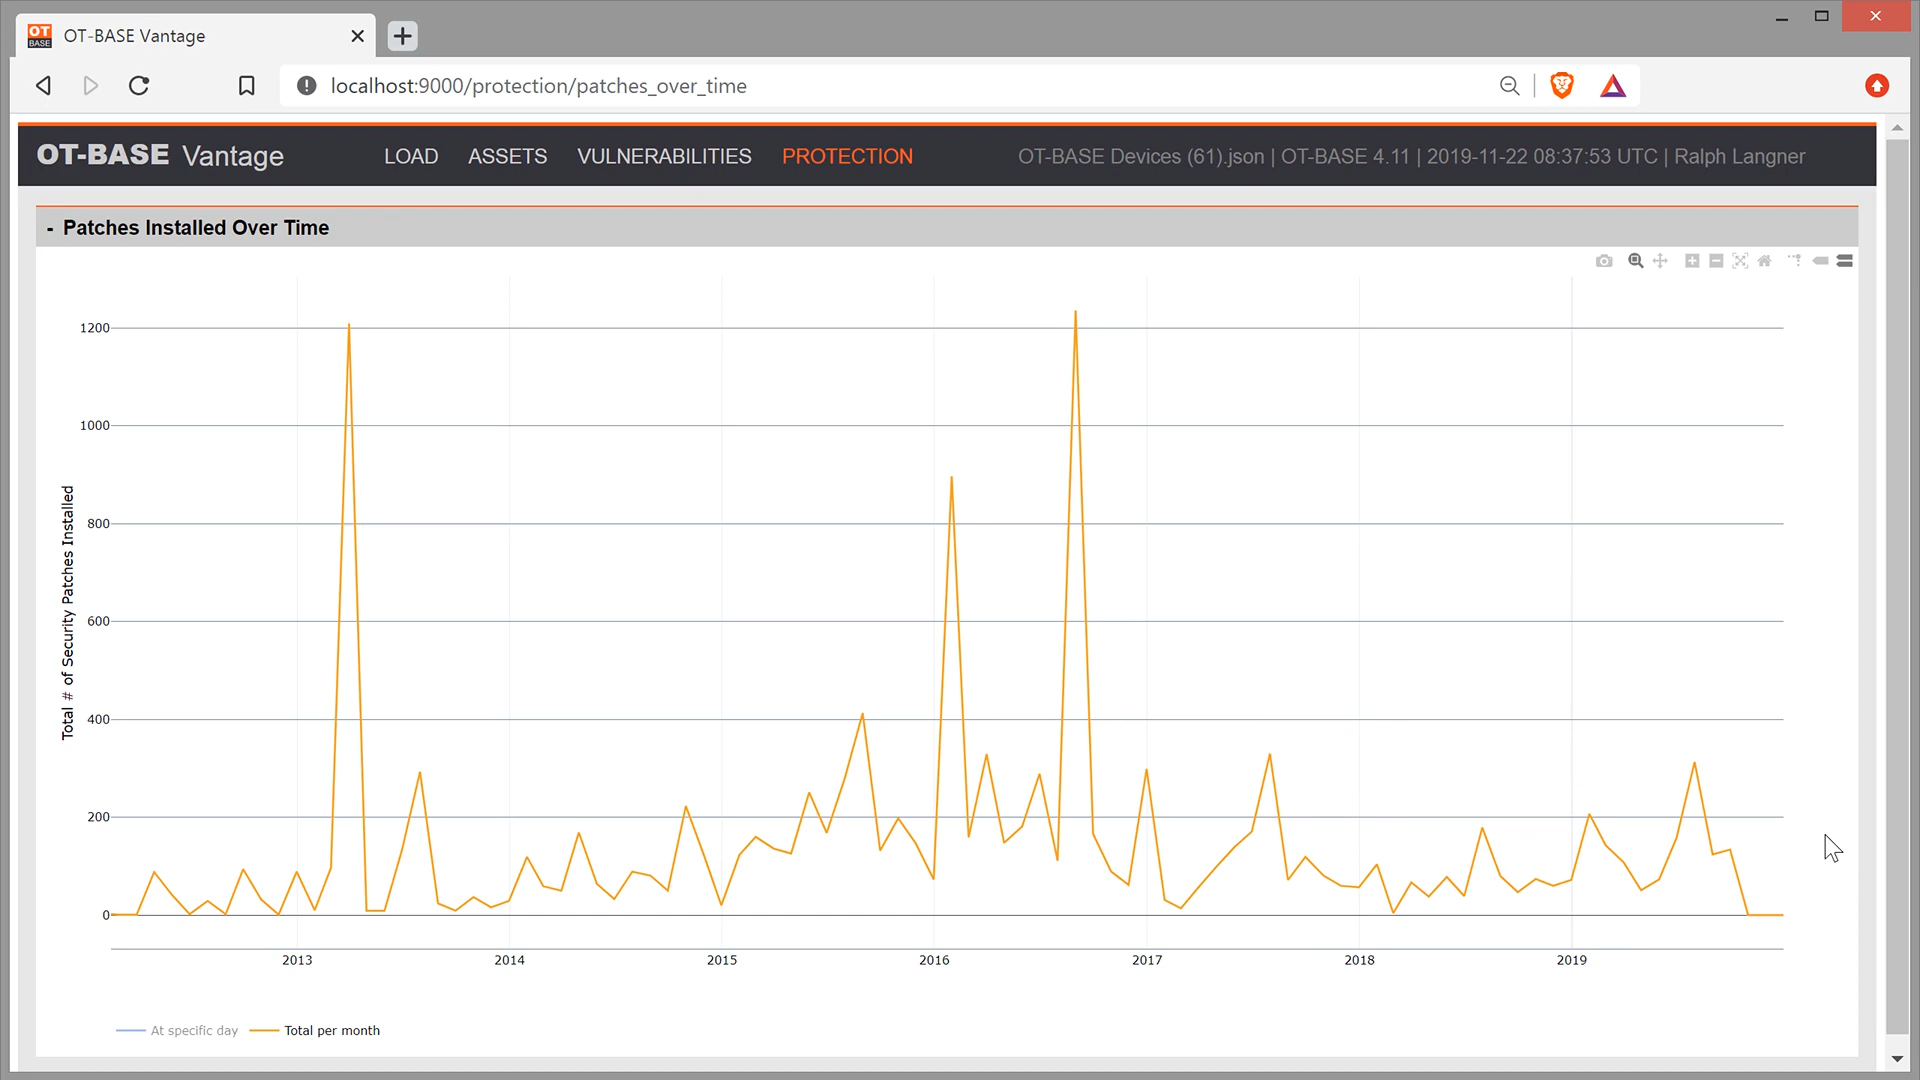 OT BASE OT-BASE Vantage
localhost:9000/protection/patches_over_time
OT-BASE Vantage LOAD ASSETS VULNERABILITIES PROTECTION OT-BASE Devices (61).json | OT-BASE 4.11 | 2019-11-22 08:37:53 UTC | Ralph Langner
- Patches Installed Over Time
Total # of Security Patches Installed
1200
1000
800
600
400
200
0
2013 2014 2015 2016 2017 2018 2019
At specific day Total per month